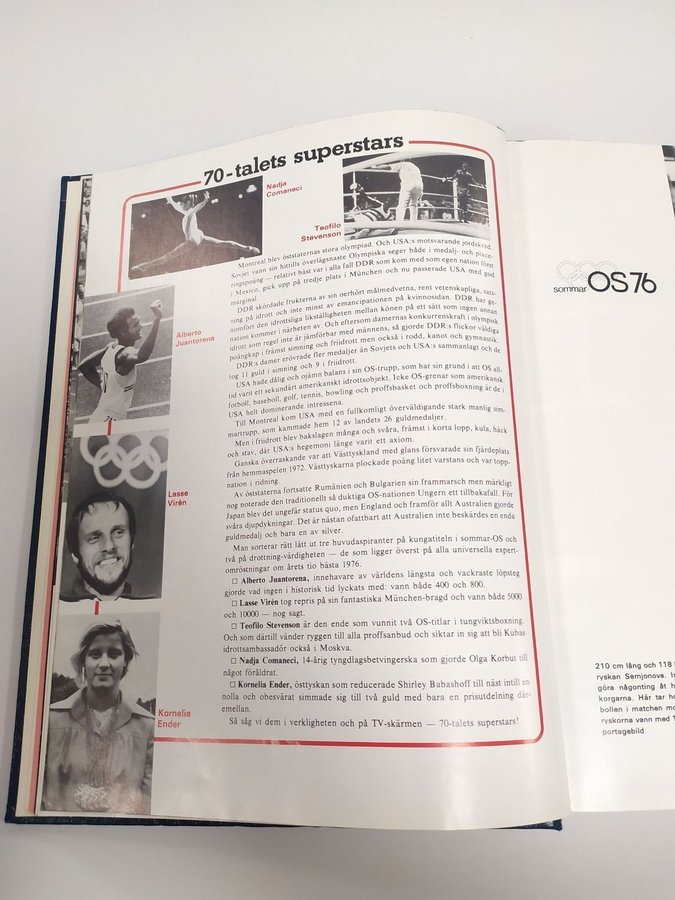 70-talets superstars
Nadja
Comaneci
Teofilo
Stevenson
Alberto
Juantorena
Lasse
Virén
Kornelia
Ender
Montreal blev öststaternas stora olympiad. Och USA:s motsvarande jordskred.
Sovjet vann sin hittills överlägsnaste Olympiska seger både i medalj- och place-
ringspoäng — relativt bäst var i alla fall DDR som kom med som egen nation först
i Mexico, gick upp på tredje plats i München och nu passerade USA med god
marginal.
DDR skördade frukterna av sin oerhört målmedvetna, rent vetenskapliga, sats-
ning på idrott och inte minst av emancipationen på kvinnosidan. DDR har ge-
nomfört den idrottsliga likställigheten mellan könen på ett sätt som ingen annan
nation kommer i närheten av. Och eftersom damernas konkurrenskraft i olympisk
idrott som regel inte är jämförbar med männens, så gjorde DDR:s flickor väldiga
poängkap i främst simning och friidrott men också i rodd, kanot och gymnastik.
DDR:s damer erövrade fler medaljer än Sovjets och USA:s sammanlagt och de
tog 11 guld i simning och 9 i friidrott.
USA hade dålig och ojämn balans i sin OS-trupp, som har sin grund i att OS all-
tid varit ett sekundärt amerikanskt idrottsobjekt. Icke OS-grenar som amerikansk
fotboll, baseboll, golf, tennis, bowling och proffsbasket och proffsboxning är de i
USA helt dominerande intressena.
Till Montreal kom USA med en fullkomligt överväldigande stark manlig sim-
martrupp, som kammade hem 12 av landets 26 guldmedaljer.
Men i friidrott blev bakslagen många och svåra, främst i korta lopp, kula, häck
och stav, där USA:s hegemoni länge varit ett axiom.
Ganska överraskande var att Västtyskland med glans försvarade sin fjärdeplats
från hemmaspelen 1972. Västtyskarna plockade poäng litet varstans och var topp-
nation i ridning.
Av öststaterna fortsatte Rumänien och Bulgarien sin frammarsch men märkligt
nog noterade den traditionellt så duktiga OS-nationen Ungern ett tillbakafall. För
Japan blev det ungefär status quo, men England och framför allt Australien gjorde
svåra djupdykningar. Det är nästan ofattbart att Australien inte beskärdes en enda
guldmedalj och bara en av silver.
Man sorterar rätt lätt ut tre huvudaspiranter på kungatiteln i sommar-OS och
två på drottning-värdigheten — de som ligger överst på alla universella expert-
omröstningar om årets tio bästa 1976.
□ Alberto Juantorena, innehavare av världens längsta och vackraste löpsteg
gjorde vad ingen i historisk tid lyckats med: vann både 400 och 800.
□ Lasse Virén tog repris på sin fantastiska München-bragd och vann både 5000
och 10000 — nog sagt.
□ Teofilo Stevenson är den ende som vunnit två OS-titlar i tungviktsboxning.
Och som därtill vänder ryggen till alla proffsanbud och siktar in sig att bli Kubas
idrottsambassadör också i Moskva.
□ Nadja Comaneci, 14-årig tyngdlagsbetvingerska som gjorde Olga Korbut till
något föråldrat.
□ Kornelia Ender, östtyskan som reducerade Shirley Babashoff till näst intill en
nolla och obesvärat simmade sig till två guld med bara en prisutdelning där-
emellan.
Så såg vi dem i verkligheten och på TV-skärmen — 70-talets superstars!
sommar OS 76
210 cm lång och 118
ryskan Semjonova. I
göra någonting åt h
korgarna. Här tar he
bollen i matchen mo
ryskorna vann med 1
portagebild